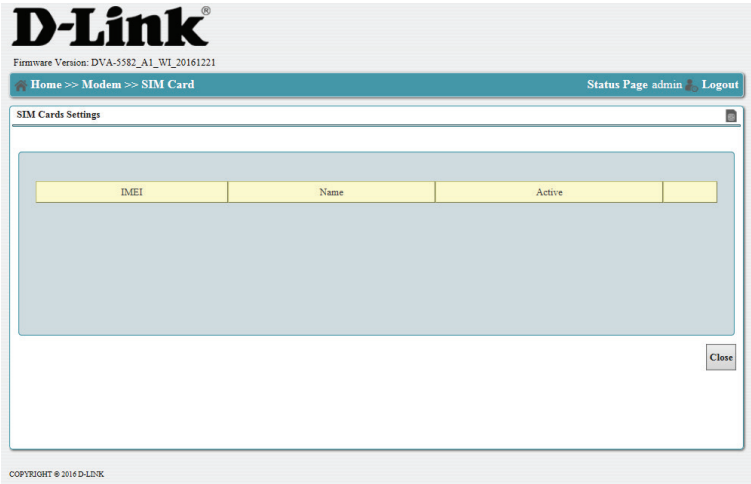 D-Link®
Firmware Version: DVA-5582_A1_WI_20161221
Home >> Modem >> SIM Card Status Page admin Logout
SIM Cards Settings
IMEI Name Active
Close
COPYRIGHT © 2016 D-LINK